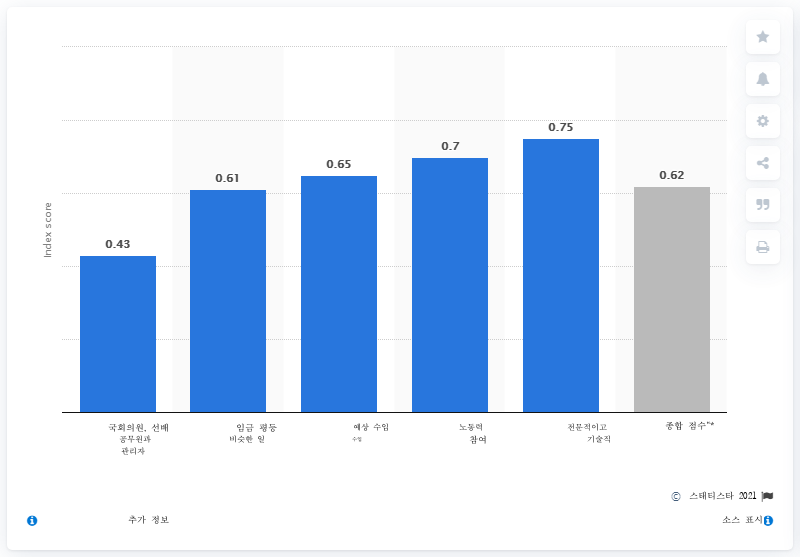 0.75
0.7
0.65
0.61
0.62
0.43
Index score
국회의원, 선배
공무원과
관리자
임금 평등
비슷한 일
예상 수입
수입
노동력
참여
전문적이고
기술직
종합 점수"*
© 스태티스타 2021
추가 정보
소스 표시